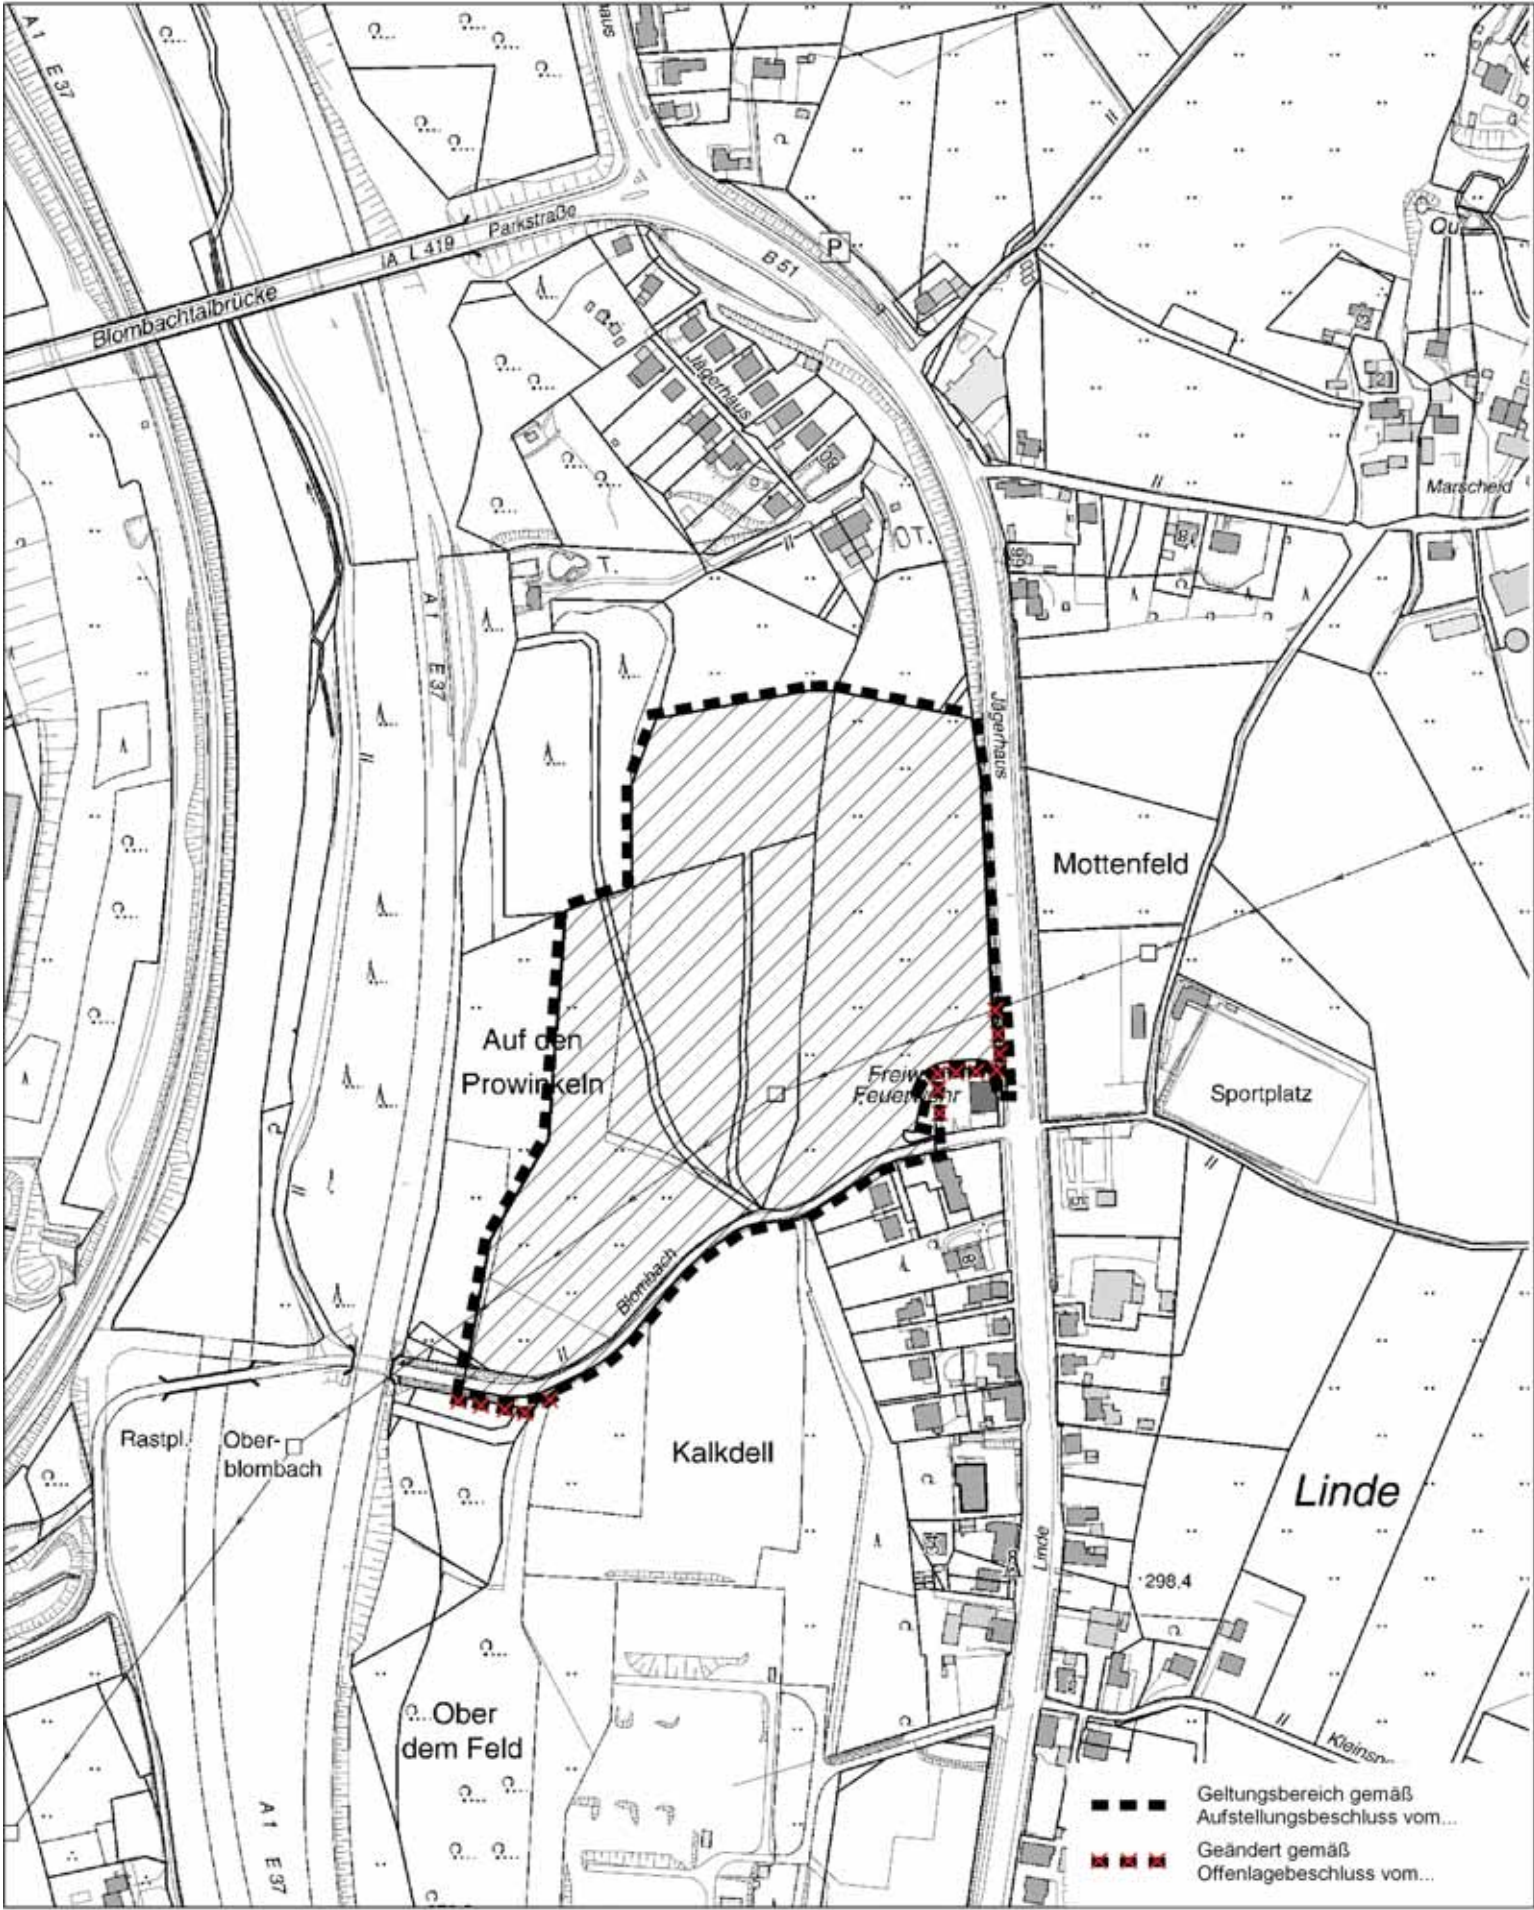 A 1
E 37
Parkstraße
L 419
Blombachtalbrücke
B 51
P
Qu
Jägerhaus
Marscheid
T.
T.
A 1
E 37
Jägerhaus
Mottenfeld
Auf den
Prowinkeln
Sportplatz
Blombach
Rastpl.
Ober-
blombach
Kalkdell
Linde
Linde
298,4
Ober
dem Feld
A 1
E 37
Geltungsbereich gemäß
Aufstellungsbeschluss vom...
Geändert gemäß
Offenlagebeschluss vom...